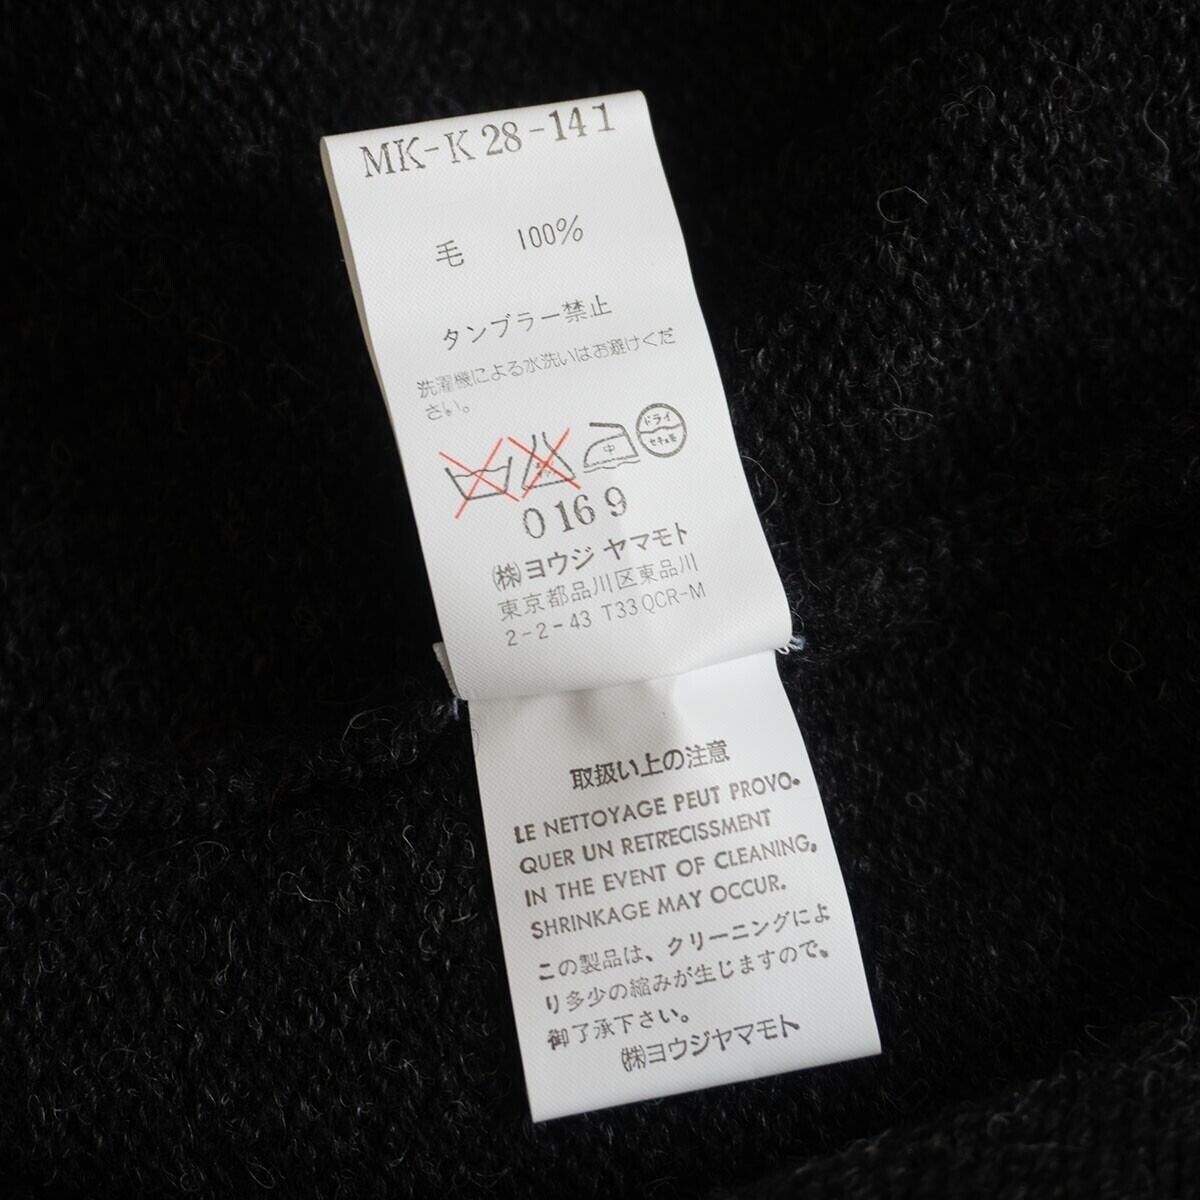 MK-K 28-141
毛 100%
タンブラー禁止
洗濯機による水洗いはお避けくだ
さい。
中
ドライ
セキユ系
0169
㈱ヨウジ ヤマモト
東京都品川区東品川
2-2-43 T33 QCR-M
取扱い上の注意
LE NETTOYAGE PEUT PROVO-
QUER UN RETRECISSMENT
IN THE EVENT OF CLEANING,
SHRINKAGE MAY OCCUR.
この製品は、クリーニングによ
り多少の縮みが生じますので。
御了承下さい。
㈱ヨウジヤマモト